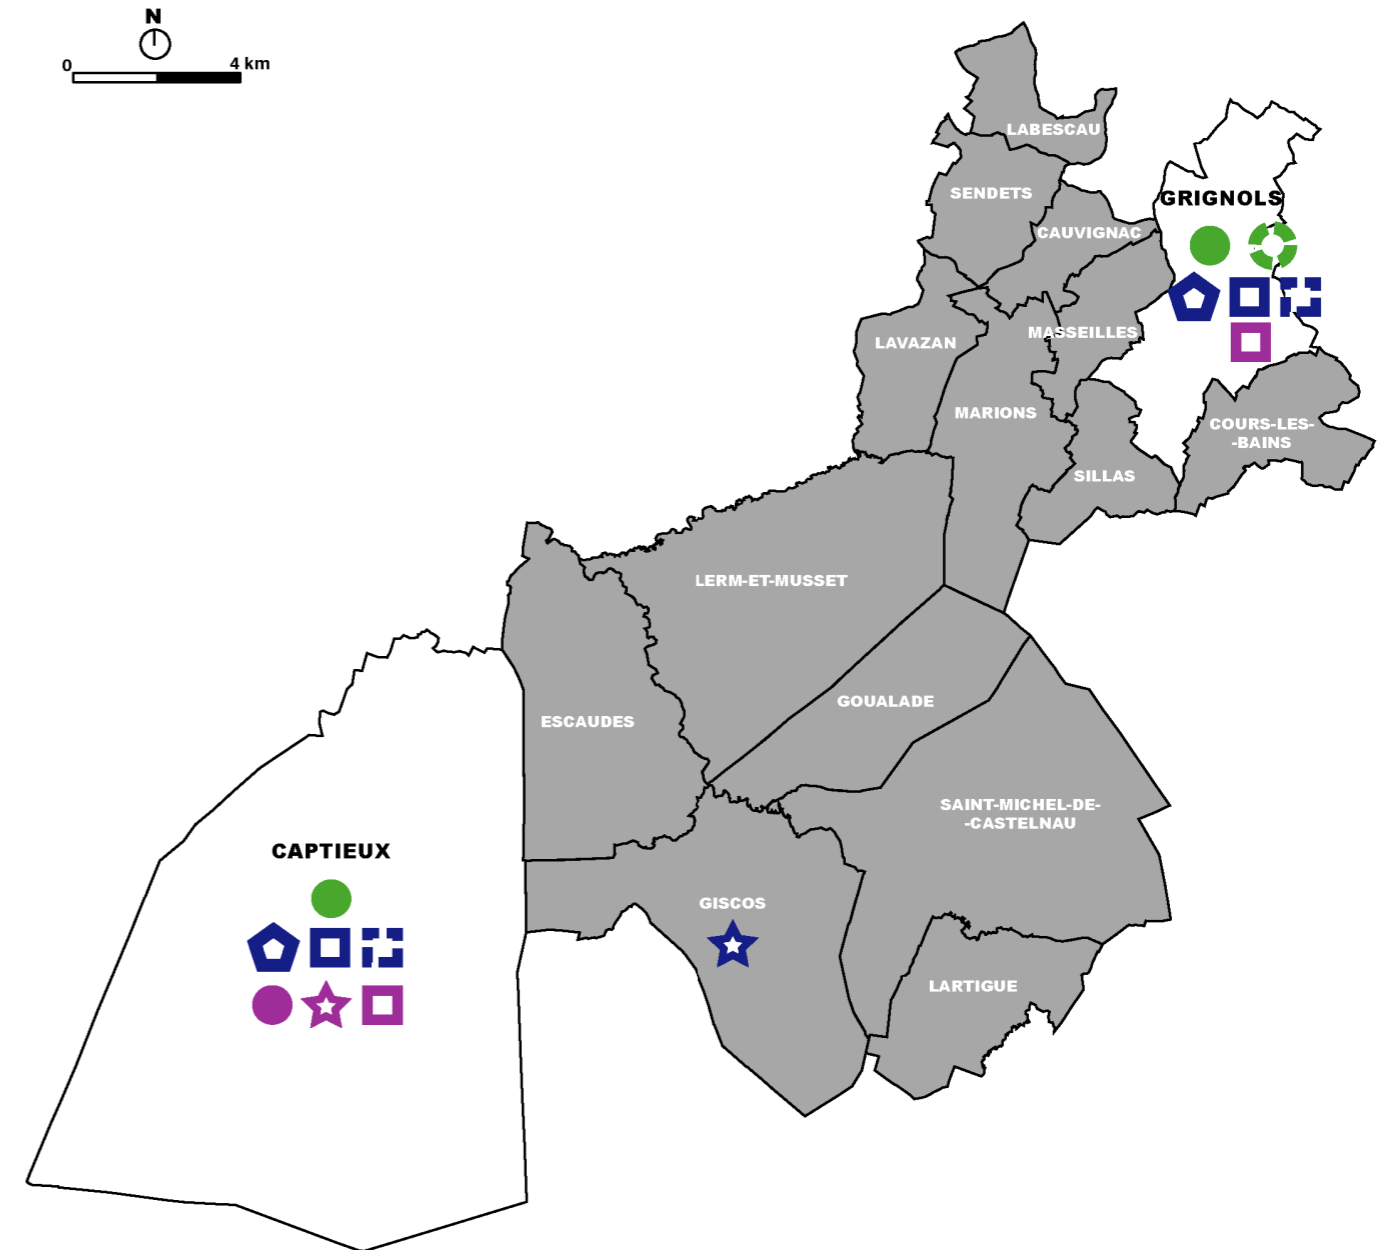 N
0
4 km
LABESCAU
SENDETS
GRIGNOLS
CAUVIGNAC
MASSEILLES
LAVAZAN
MARIONS
COURS-LES-
-BAINS
SILLAS
LERM-ET-MUSSET
GOUALADE
ESCAUDES
SAINT-MICHEL-DE-
-CASTELNAU
CAPTIEUX
GISCOS
LARTIGUE